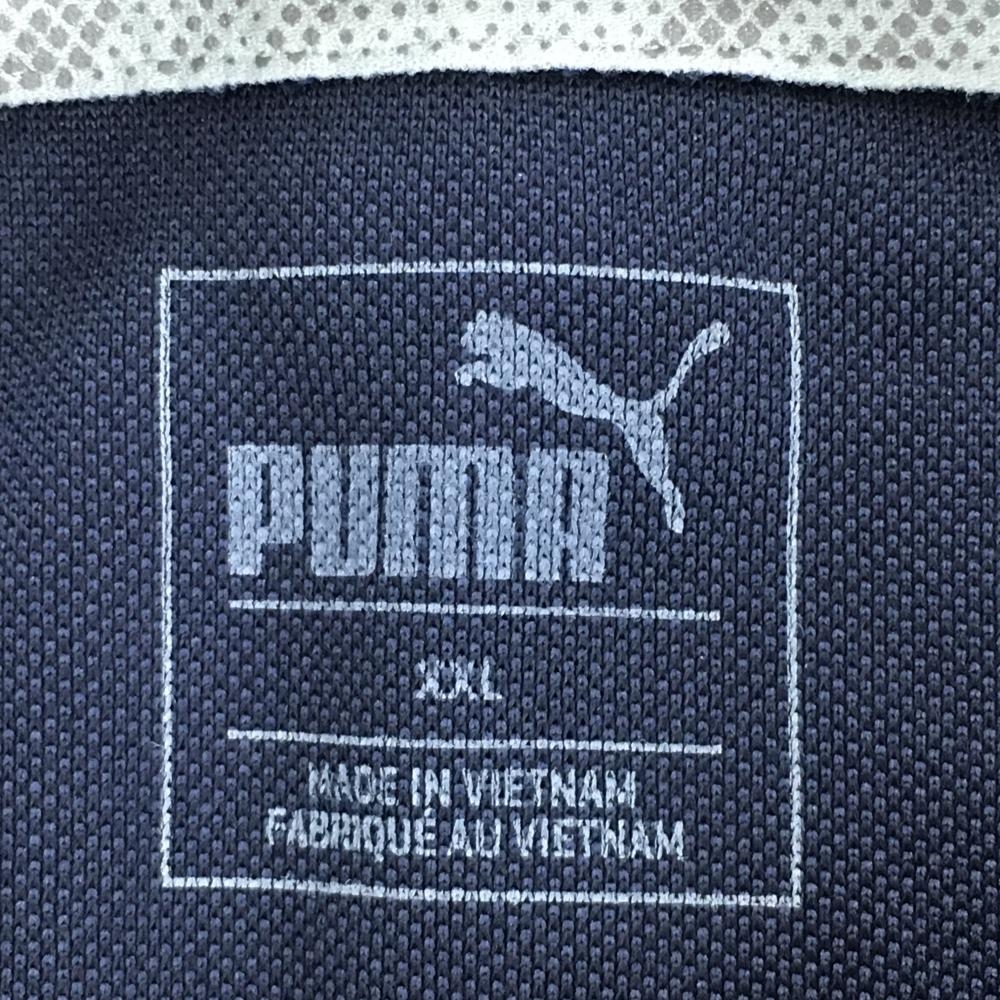 PUMA
XXL
MADE IN VIETNAM
FABRIQUÉ AU VIETNAM